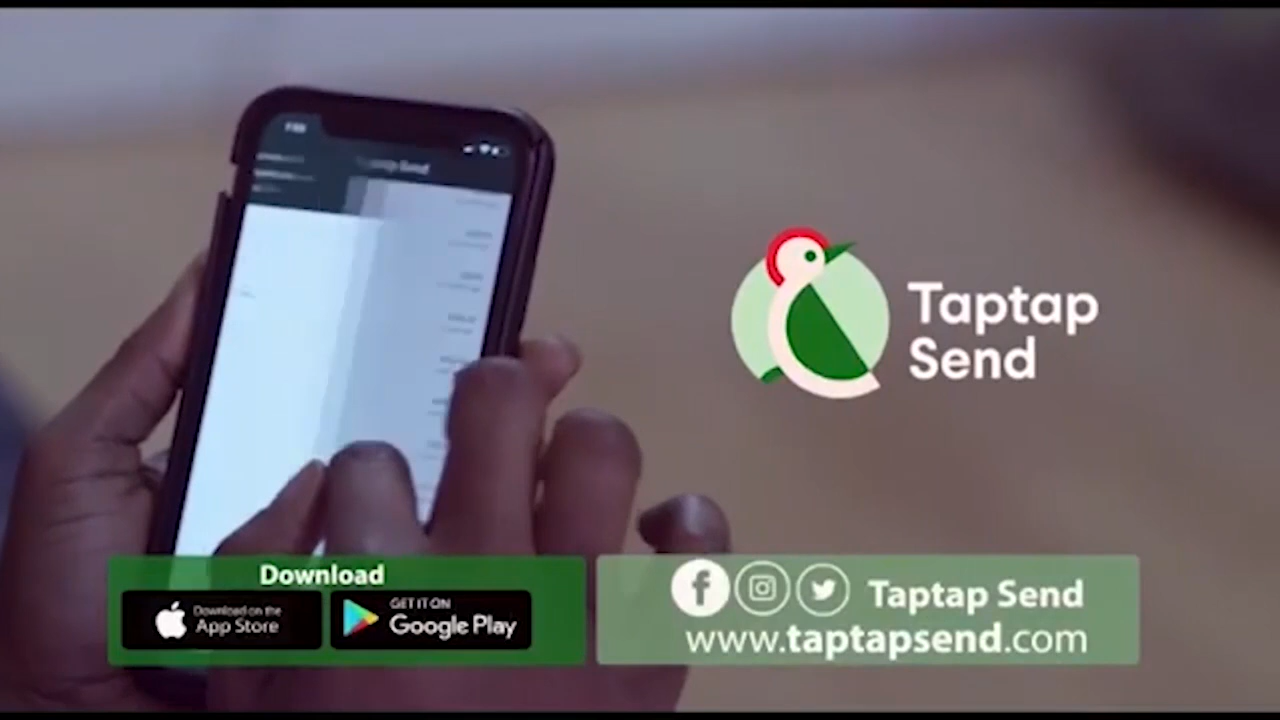 Taptap
Send
Download
Download on the
App Store
GET IT ON
Google Play
Taptap Send
www.taptapsend.com